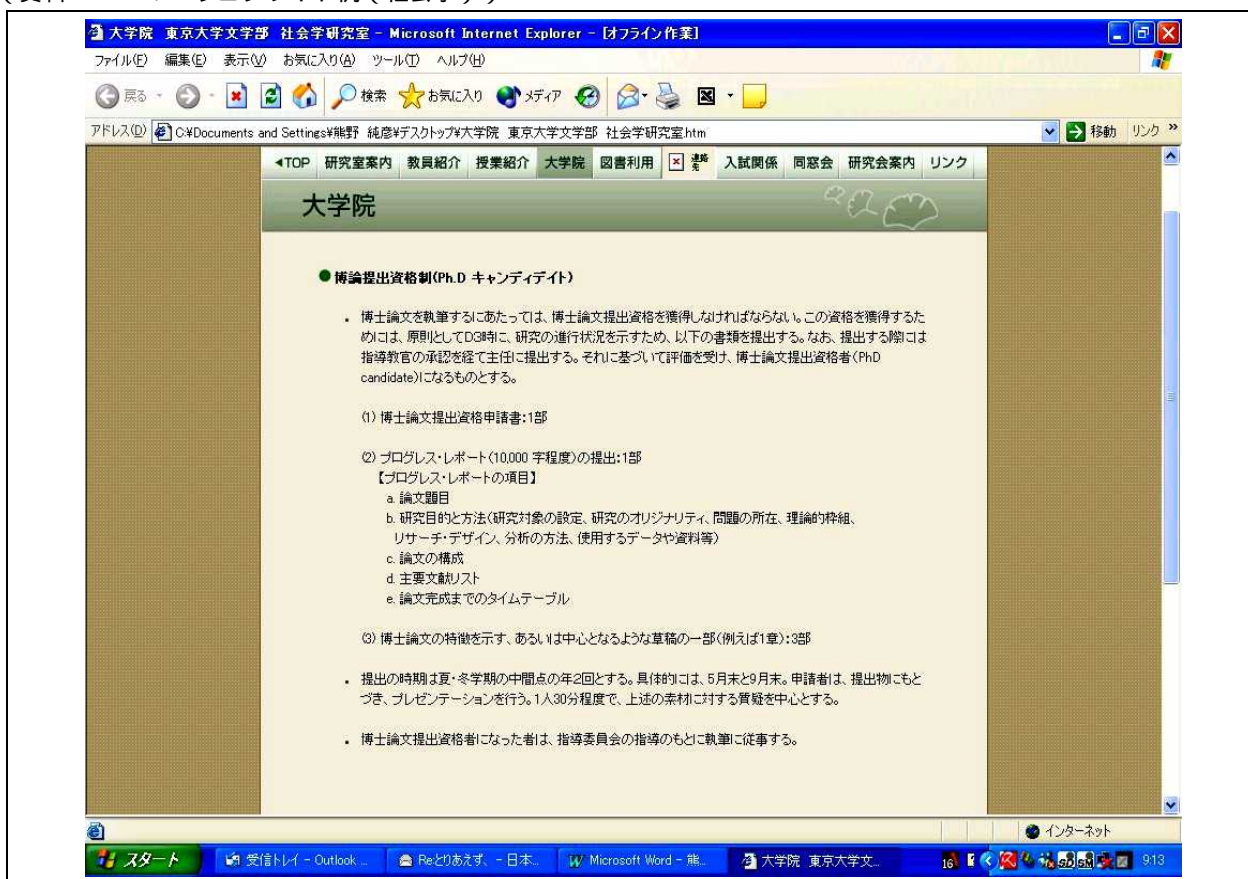 大学院 東京大学文学部 社会学研究室 - Microsoft Internet Explorer - [オフライン作業]
ファイル(F) 編集(E) 表示(V) お気に入り(A) ツール(T) ヘルプ(H)
戻る 検索 お気に入り メディア
アドレス(D) C:¥Documents and Settings¥熊野 純彦¥デスクトップ¥大学院 東京大学文学部 社会学研究室.htm 移動 リンク »
◀TOP 研究室案内 教員紹介 授業紹介 大学院 図書利用 連絡先 入試関係 同窓会 研究会案内 リンク
大学院
●博論提出資格制(Ph.D キャンディデイト)
・ 博士論文を執筆するにあたっては、博士論文提出資格を獲得しなければならない。この資格を獲得するた
めには、原則としてD3時に、研究の進行状況を示すため、以下の書類を提出する。なお、提出する際には
指導教官の承認を経て主任に提出する。それに基づいて評価を受け、博士論文提出資格者(PhD
candidate)になるものとする。
(1) 博士論文提出資格申請書:1部
(2) プログレス・レポート(10,000 字程度)の提出:1部
【プログレス・レポートの項目】
a. 論文題目
b. 研究目的と方法(研究対象の設定、研究のオリジナリティ、問題の所在、理論的枠組、
リサーチ・デザイン、分析の方法、使用するデータや資料等)
c. 論文の構成
d. 主要文献リスト
e. 論文完成までのタイムテーブル
(3) 博士論文の特徴を示す、あるいは中心となるような草稿の一部(例えば1章):3部
・ 提出の時期は夏・冬学期の中間点の年2回とする。具体的には、5月末と9月末。申請者は、提出物にもと
づき、プレゼンテーションを行う。1人30分程度で、上述の素材に対する質疑を中心とする。
・ 博士論文提出資格者になった者は、指導委員会の指導のもとに執筆に従事する。
インターネット
スタート 受信トレイ - Outlook ... Reとりあえず、 - 日本... Microsoft Word - 熊... 大学院 東京大学文... 16 9:13